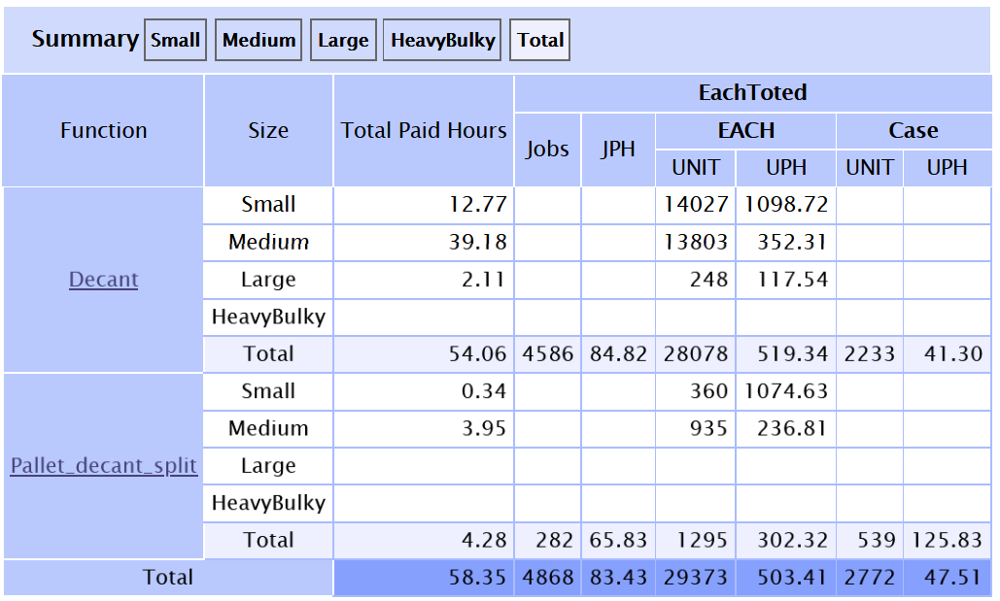 Summary Small Medium Large HeavyBulky Total
Function Size Total Paid Hours EachToted
Jobs JPH EACH Case
UNIT UPH UNIT UPH
Decant Small 12.77 14027 1098.72
Medium 39.18 13803 352.31
Large 2.11 248 117.54
HeavyBulky
Total 54.06 4586 84.82 28078 519.34 2233 41.30
Pallet_decant_split Small 0.34 360 1074.63
Medium 3.95 935 236.81
Large
HeavyBulky
Total 4.28 282 65.83 1295 302.32 539 125.83
Total 58.35 4868 83.43 29373 503.41 2772 47.51